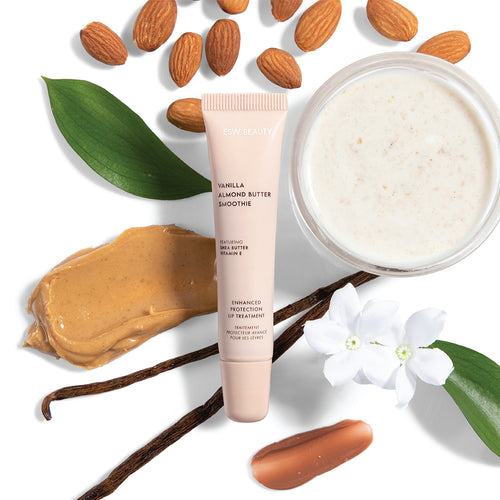 ESW BEAUTY
VANILLA
ALMOND BUTTER
SMOOTHIE
FEATURING
SHEA BUTTER
VITAMIN E
ENHANCED
PROTECTION
LIP TREATMENT
TRAITEMENT
PROTECTEUR AVANCÉ
POUR LES LÈVRES